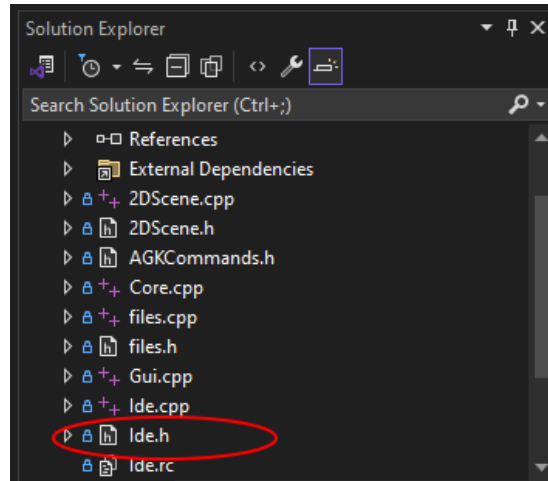 Solution Explorer
Search Solution Explorer (Ctrl+;)
References
External Dependencies
2DScene.cpp
2DScene.h
AGKCommands.h
Core.cpp
files.cpp
files.h
Gui.cpp
Ide.cpp
Ide.h
Ide.rc